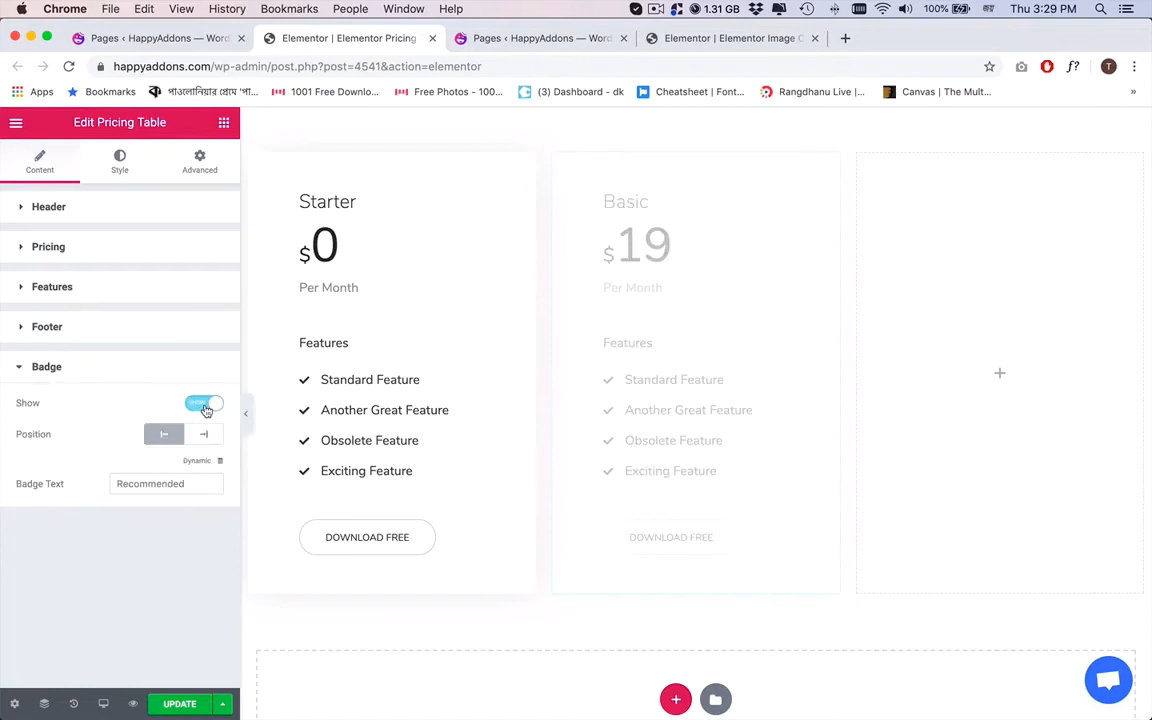 Chrome File Edit View History Bookmarks People Window Help 1.31 GB 100% Thu 3:29 PM
Pages ‹ HappyAddons — Word Elementor | Elementor Pricing Pages ‹ HappyAddons — Word Elementor | Elementor Image C
happyaddons.com/wp-admin/post.php?post=4541&action=elementor f? T
Apps Bookmarks পাওলোনিয়ার প্রেমে 'পা... 1001 Free Downlo... Free Photos - 100... (3) Dashboard - dk Cheatsheet | Font... Rangdhanu Live |... Canvas | The Mult... »
Edit Pricing Table
Content Style Advanced
Header
Pricing
Features
Footer
Badge
Show
Position
Dynamic
Badge Text Recommended
UPDATE
Starter
$0
Per Month
Features
Standard Feature
Another Great Feature
Obsolete Feature
Exciting Feature
DOWNLOAD FREE
Basic
$19
Per Month
Features
Standard Feature
Another Great Feature
Obsolete Feature
Exciting Feature
DOWNLOAD FREE